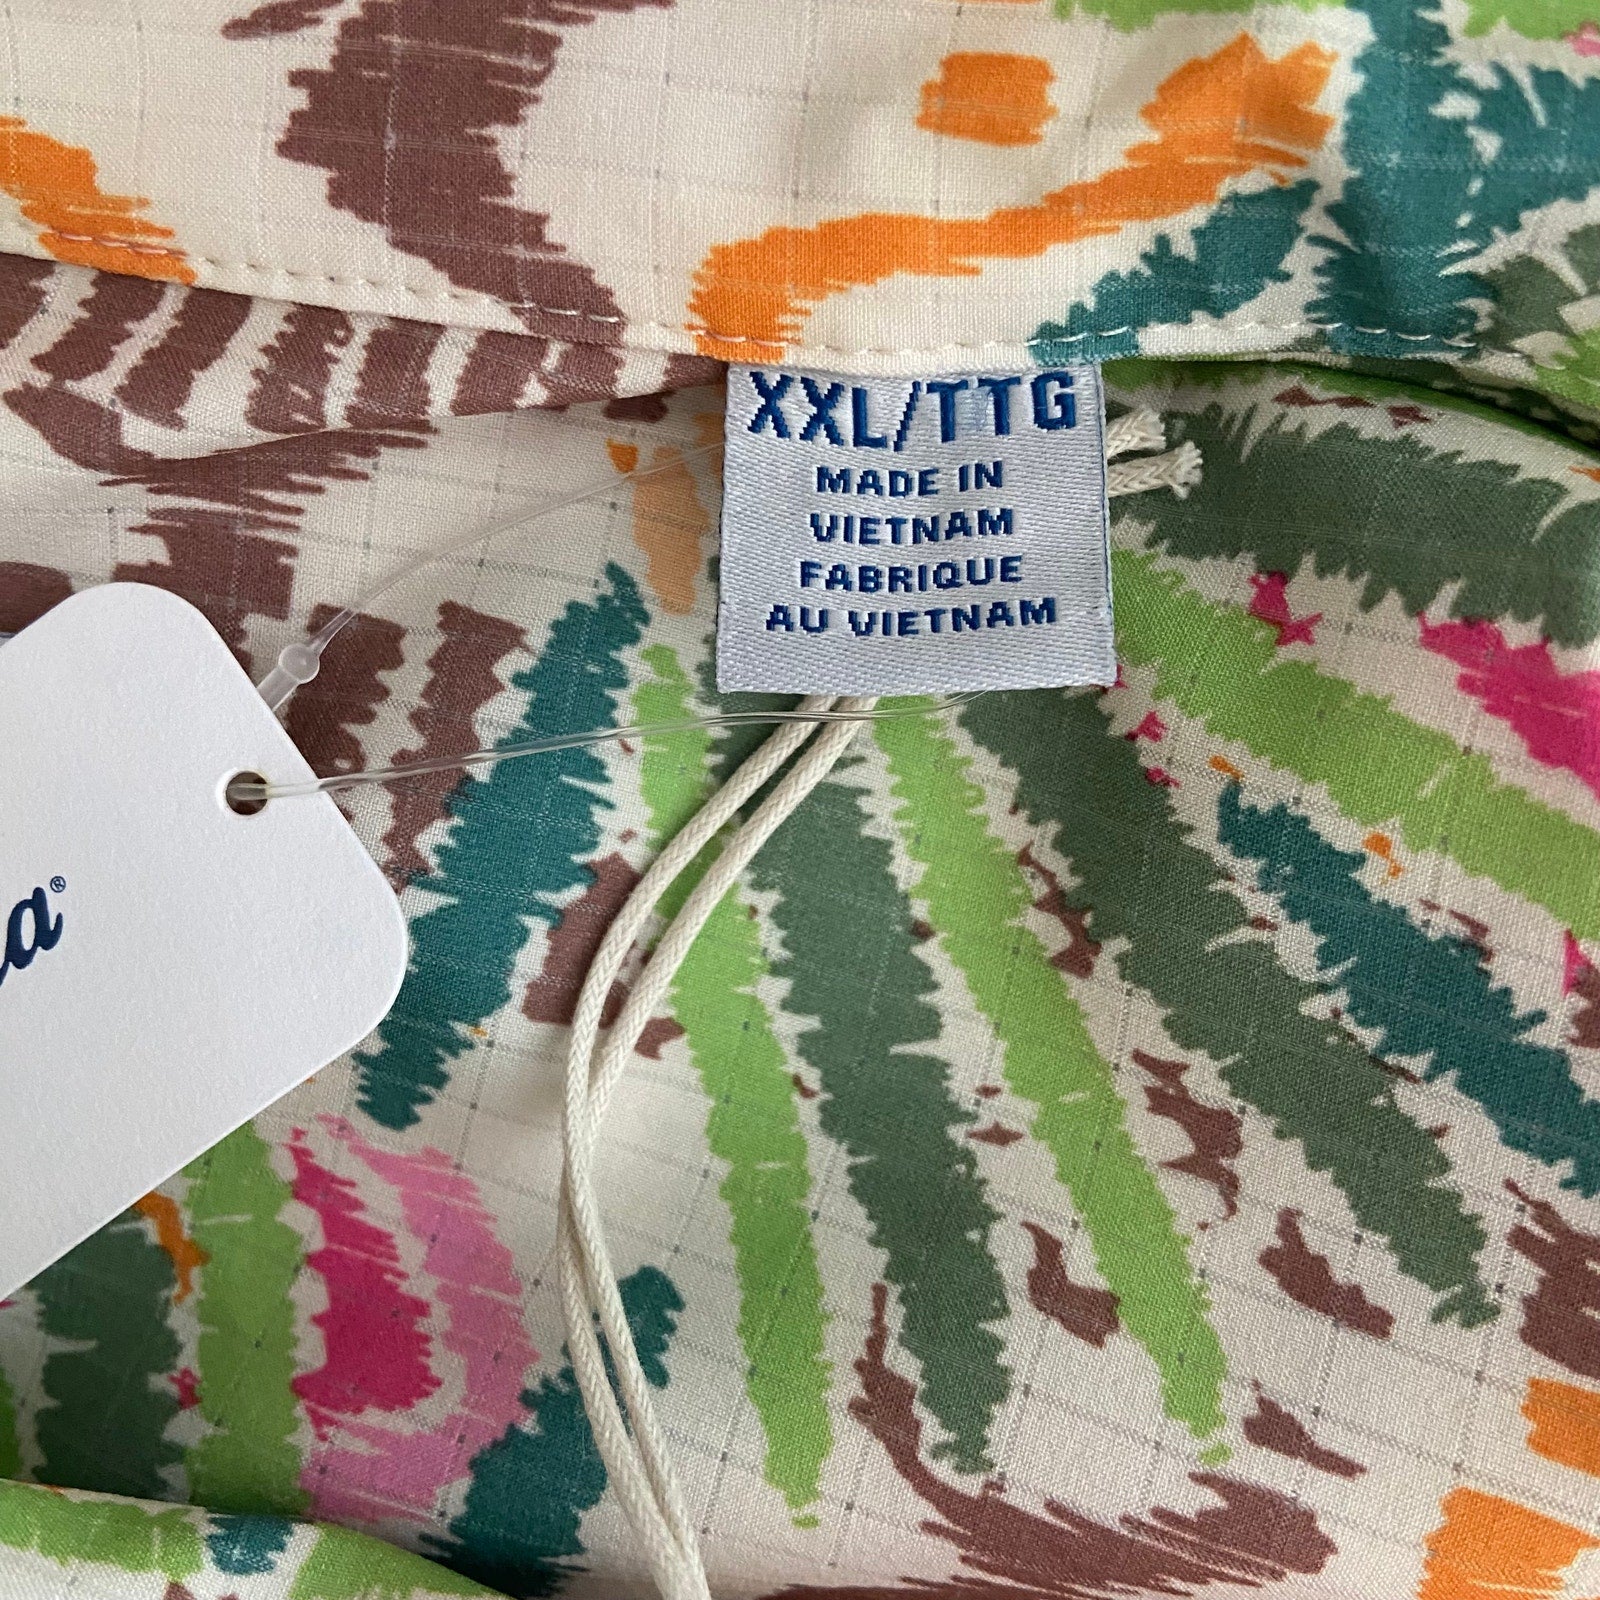 XXL/TTG
MADE IN
VIETNAM
FABRIQUE
AU VIETNAM
a®